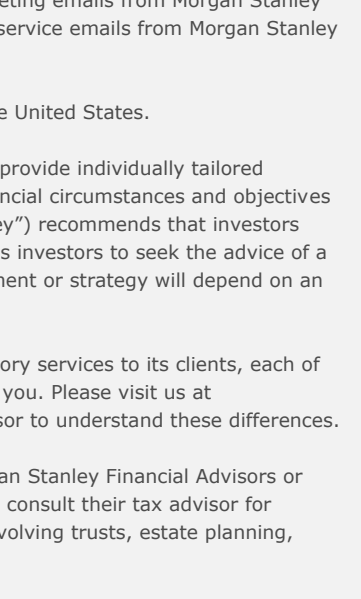 eting emails from Morgan Stanley
service emails from Morgan Stanley
e United States.
provide individually tailored
ncial circumstances and objectives
ey”) recommends that investors
s investors to seek the advice of a
ment or strategy will depend on an
ory services to its clients, each of
you. Please visit us at
sor to understand these differences.
an Stanley Financial Advisors or
consult their tax advisor for
volving trusts, estate planning,